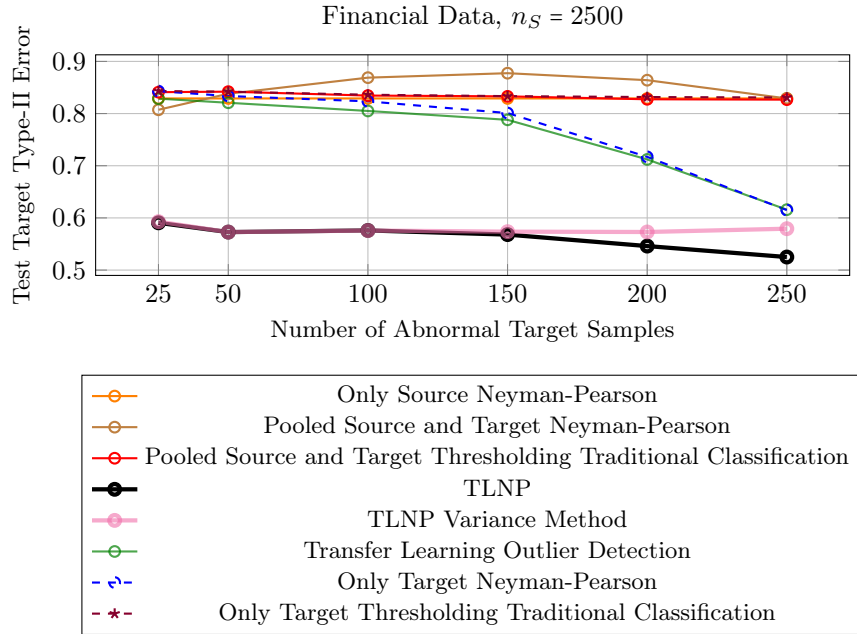 Financial Data, n_S = 2500
Test Target Type-II Error
0.9
0.8
0.7
0.6
0.5
25 50 100 150 200 250
Number of Abnormal Target Samples
Only Source Neyman-Pearson
Pooled Source and Target Neyman-Pearson
Pooled Source and Target Thresholding Traditional Classification
TLNP
TLNP Variance Method
Transfer Learning Outlier Detection
Only Target Neyman-Pearson
Only Target Thresholding Traditional Classification